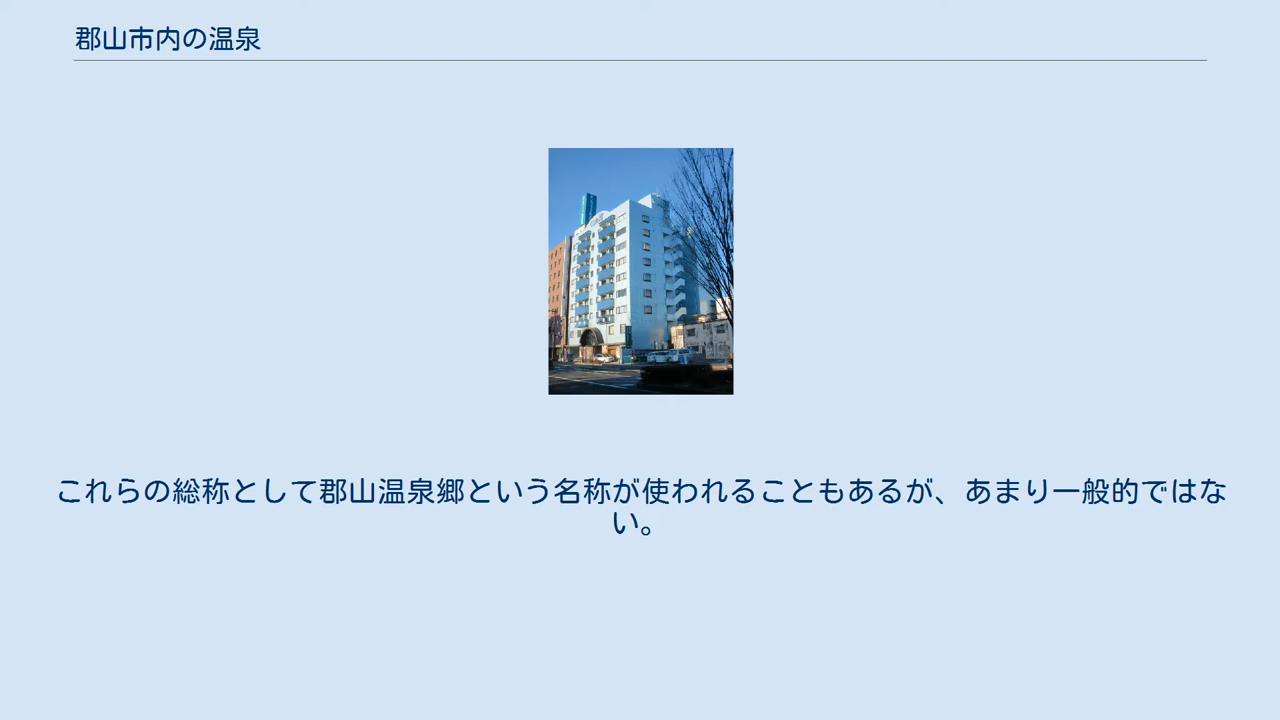 郡山市内の温泉
これらの総称として郡山温泉郷という名称が使われることもあるが、あまり一般的ではな
い。